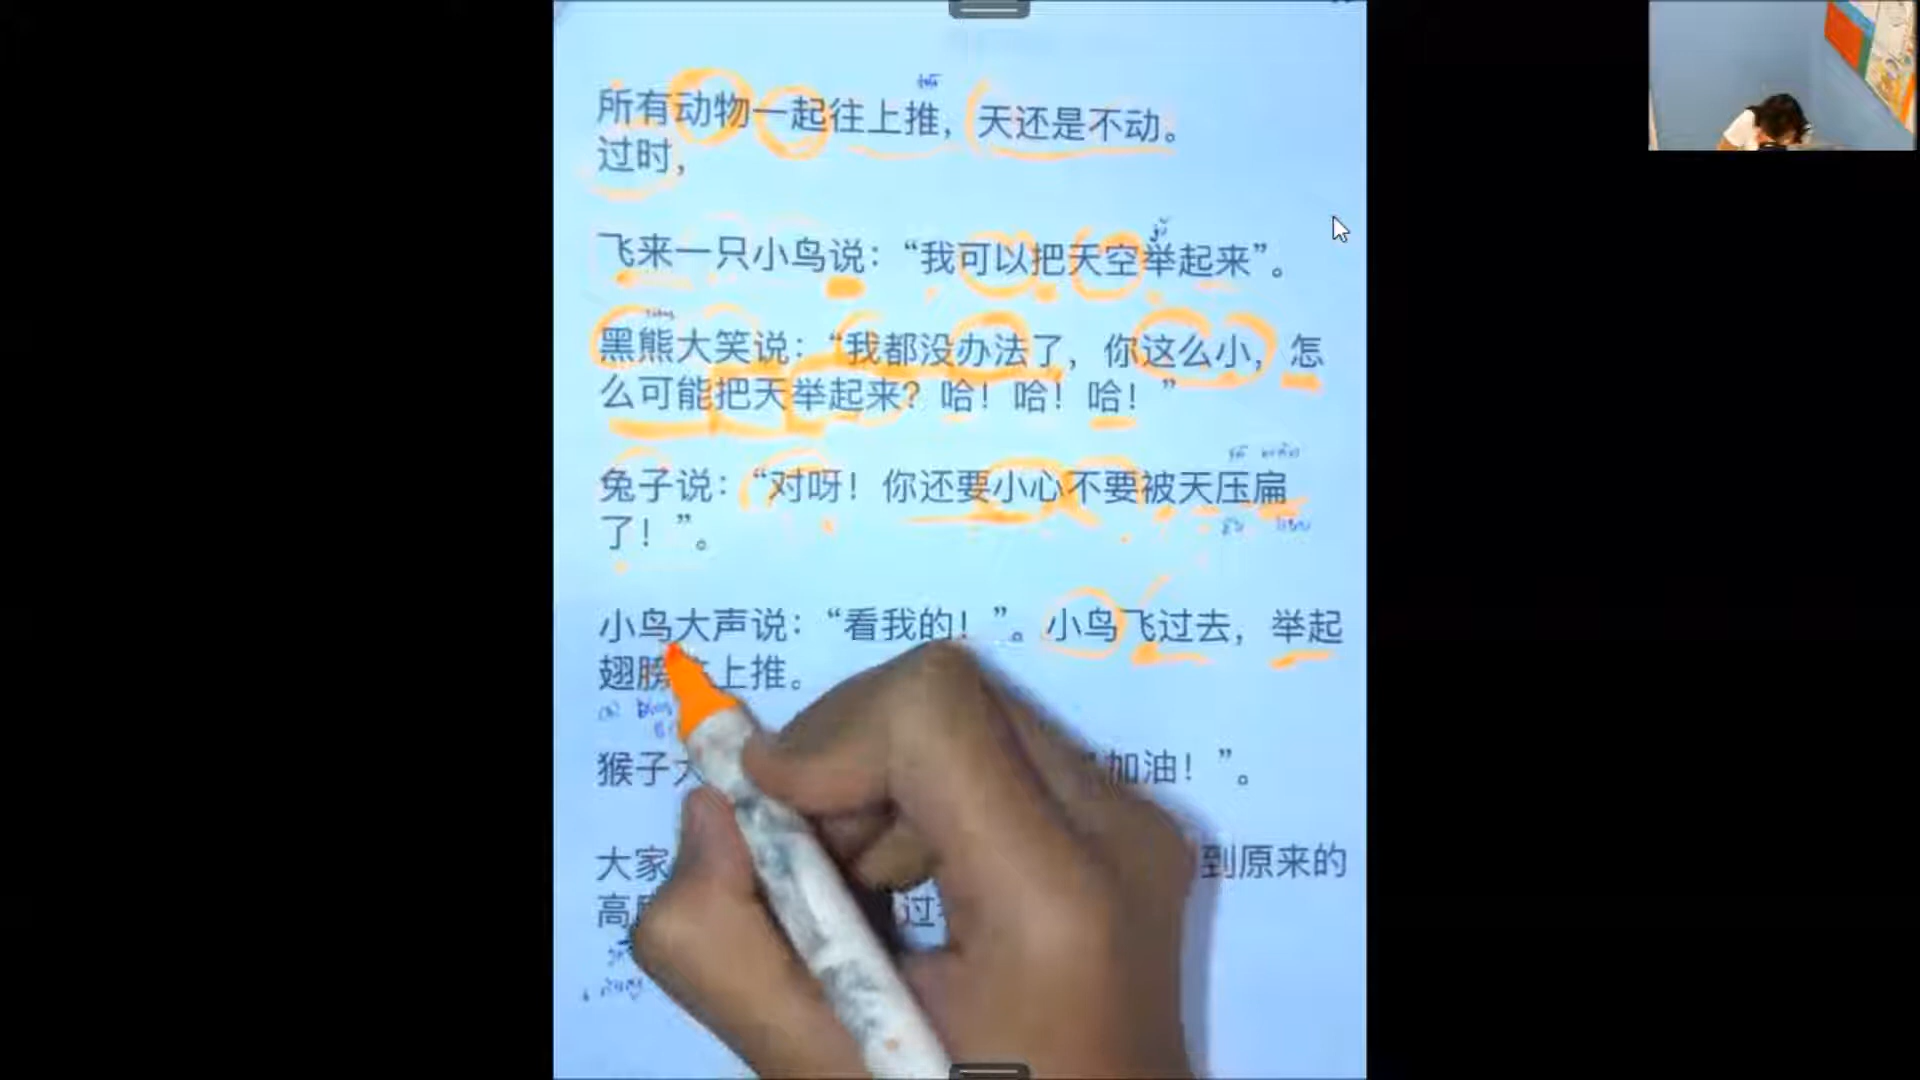 所有动物一起往上推，天还是不动。
过时，
飞来一只小鸟说：“我可以把天空举起来”。
黑熊大笑说：“我都没办法了，你这么小，怎
么可能把天举起来？哈！哈！哈！”
兔子说：“对呀！你还要小心不要被天压扁
了！”。
小鸟大声说：“看我的！”。小鸟飞过去，举起
翅膀 上推。
猴子 加油！”。
大家 到原来的
高 过